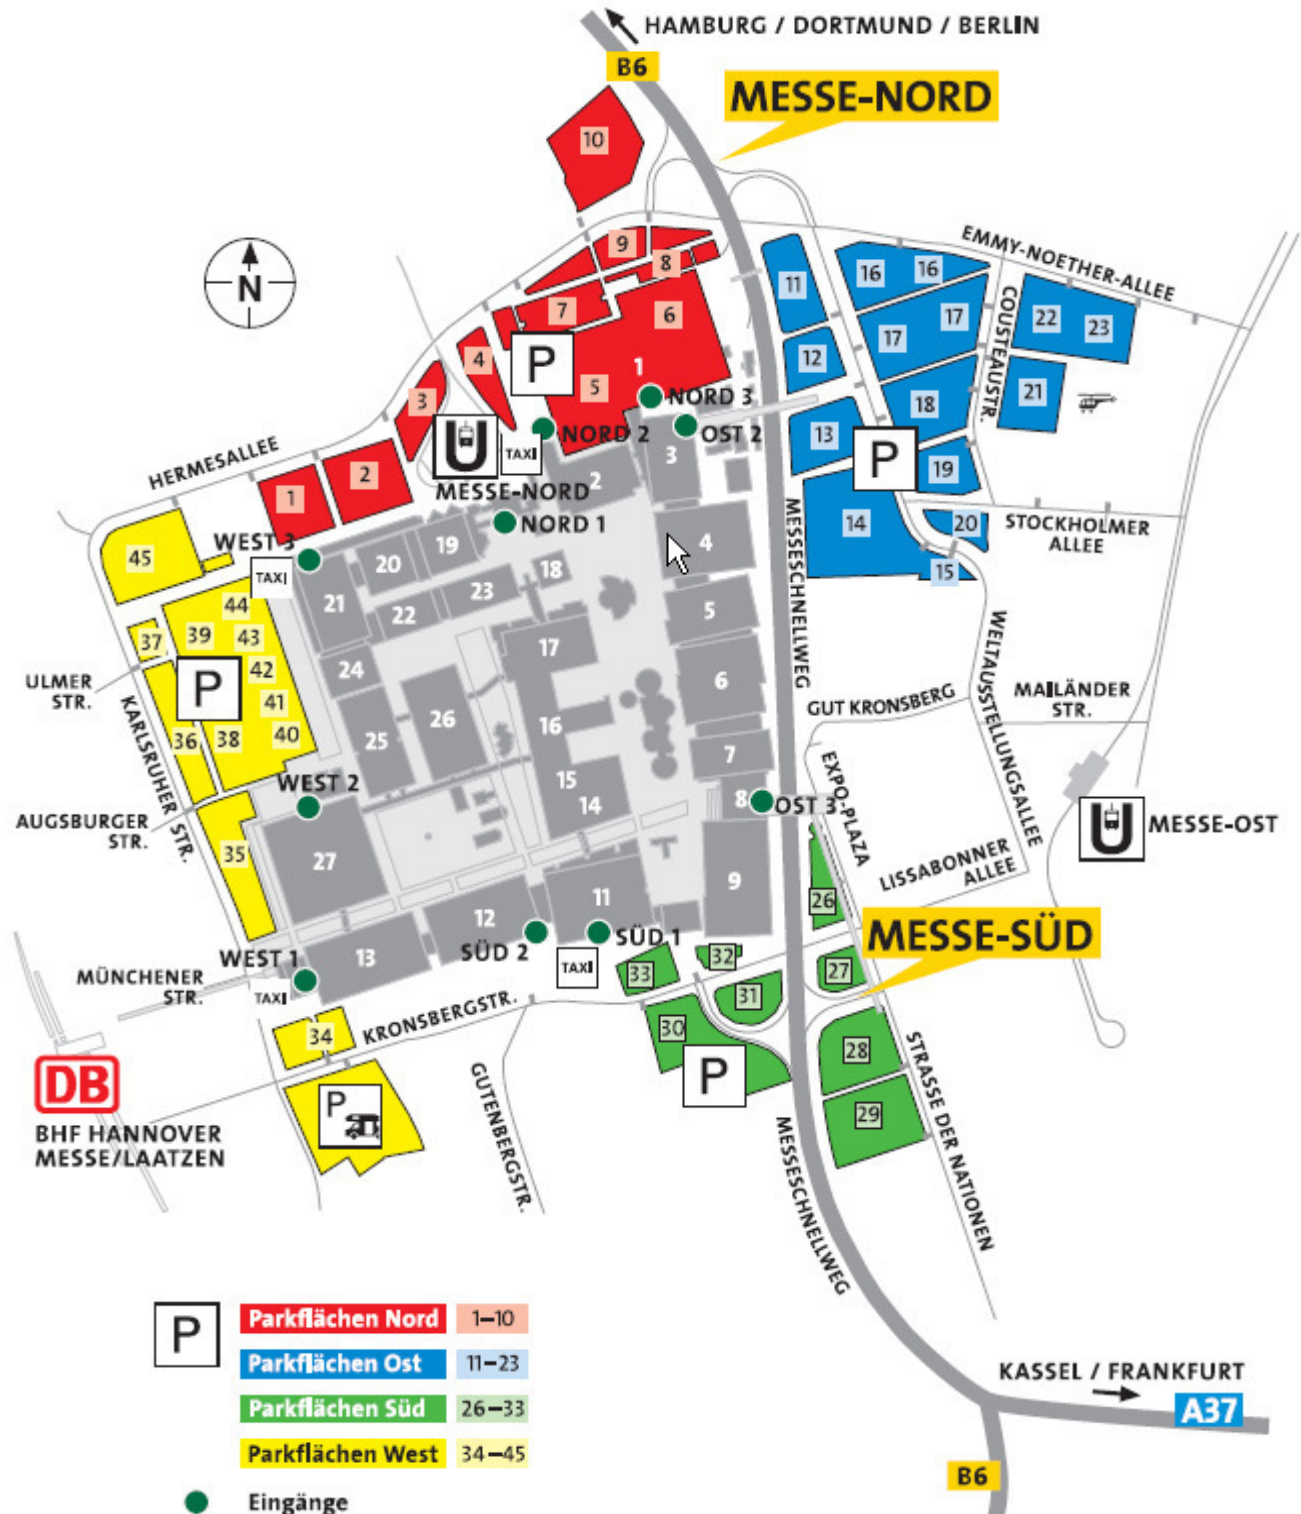 HAMBURG / DORTMUND / BERLIN
B6
MESSE-NORD
10
N
9
8
7
6
EMMY-NOETHER-ALLEE
11
16
16
17
17
COUSTEAUSTR.
22
23
4
P
5
1
3
NORD 3
12
18
21
HERMESALLEE
U
TAXI
NORD 2
OST 2
13
P
19
MESSE-NORD
1
2
2
3
NORD 1
14
20
STOCKHOLMER
ALLEE
15
45
WEST 3
TAXI
20
19
18
4
MESSESCHNELLWEG
21
22
23
5
44
39
43
42
41
40
37
36
38
P
ULMER
STR.
KARLSRUHER STR.
24
25
26
17
16
15
14
6
7
8
GUT KRONSBERG
MAILÄNDER
STR.
WELTAUSSTELLUNGSALLEE
EXPO-PLAZA
WEST 2
OST 3
U
MESSE-OST
AUGSBURGER
STR.
35
27
LISSABONNER
ALLEE
9
26
11
12
13
MESSE-SÜD
SÜD 2
SÜD 1
TAXI
WEST 1
TAXI
MÜNCHENER
STR.
33
32
31
27
30
P
28
29
34
KRONSBERGSTR.
P
DB
BHF HANNOVER
MESSE/LAATZEN
GUTENBERGSTR.
STRASSE DER NATIONEN
MESSESCHNELLWEG
P
Parkflächen Nord 1–10
Parkflächen Ost 11–23
Parkflächen Süd 26–33
Parkflächen West 34–45
Eingänge
KASSEL / FRANKFURT
A37
B6